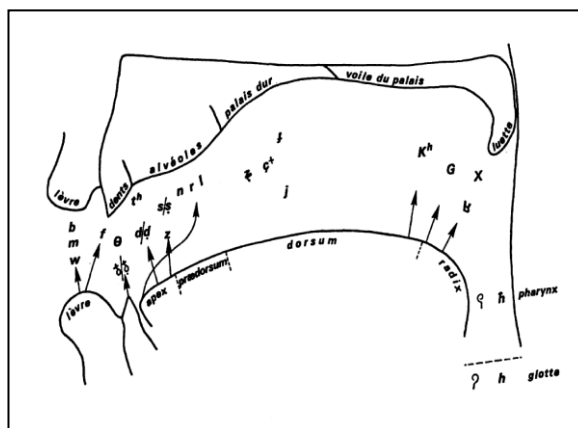 voile du palais
palais dur
alvéoles
luette
lèvre
dents
tʰ
n r l
s/ṣ
ç⁺
j
Kʰ
G
X
b
m
w
f
θ
d/ḍ
z
dorsum
prædorsum
apex
radix
lèvre
ʕ ħ pharynx
ʔ h glotte